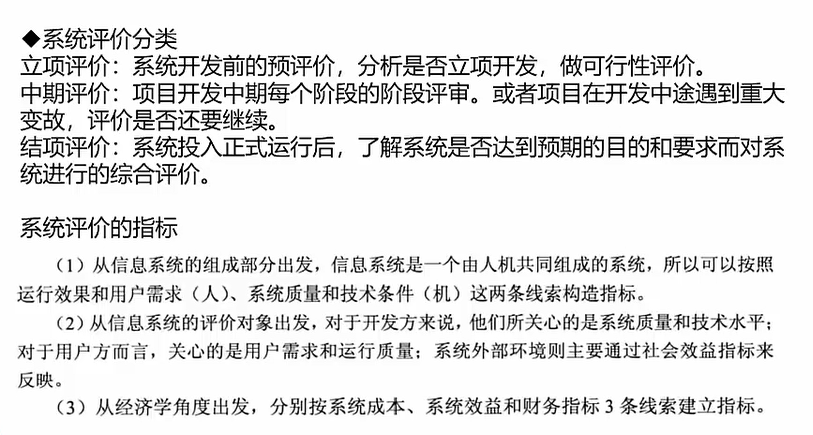 ◆系统评价分类
立项评价：系统开发前的预评价，分析是否立项开发，做可行性评价。
中期评价：项目开发中期每个阶段的阶段评审。或者项目在开发中途遇到重大
变故，评价是否还要继续。
结项评价：系统投入正式运行后，了解系统是否达到预期的目的和要求而对系
统进行的综合评价。
系统评价的指标
（1）从信息系统的组成部分出发，信息系统是一个由人机共同组成的系统，所以可以按照
运行效果和用户需求（人）、系统质量和技术条件（机）这两条线索构造指标。
（2）从信息系统的评价对象出发，对于开发方来说，他们所关心的是系统质量和技术水平；
对于用户方而言，关心的是用户需求和运行质量；系统外部环境则主要通过社会效益指标来
反映。
（3）从经济学角度出发，分别按系统成本、系统效益和财务指标 3 条线索建立指标。